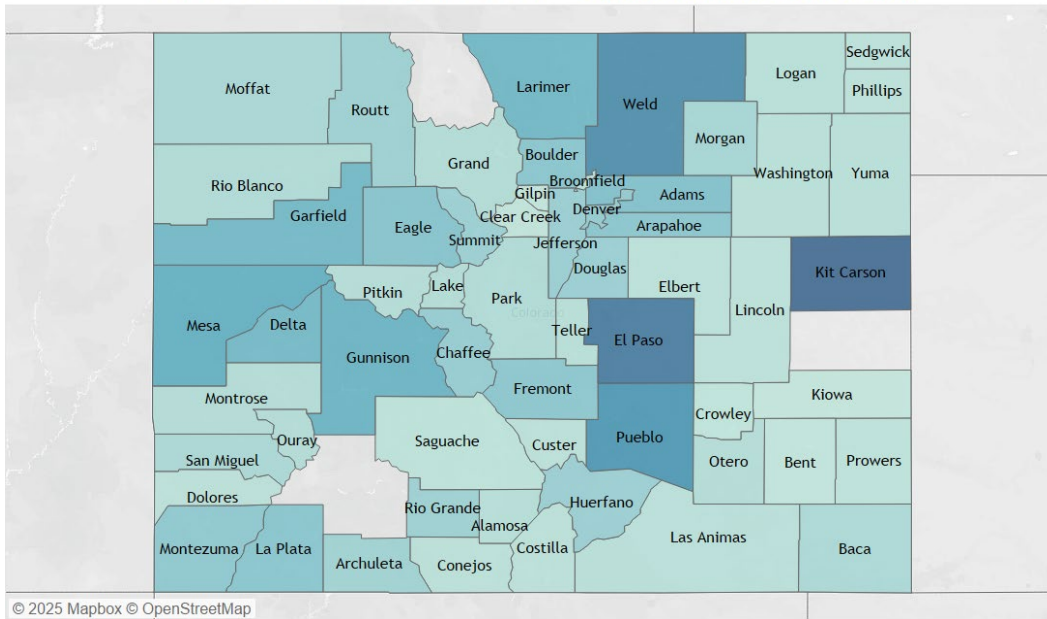 Sedgwick
Logan
Moffat
Larimer
Phillips
Weld
Routt
Morgan
Boulder
Grand
Washington
Yuma
Rio Blanco
Broomfield
Gilpin
Adams
Denver
Garfield
Clear Creek
Eagle
Arapahoe
Summit
Jefferson
Douglas
Kit Carson
Lake
Elbert
Pitkin
Park
Lincoln
Colorado
Mesa
Delta
Teller
El Paso
Chaffee
Gunnison
Fremont
Kiowa
Montrose
Crowley
Pueblo
Ouray
Saguache
Custer
San Miguel
Otero
Bent
Prowers
Dolores
Huerfano
Rio Grande
Alamosa
Las Animas
Montezuma
La Plata
Costilla
Baca
Archuleta
Conejos
© 2025 Mapbox © OpenStreetMap